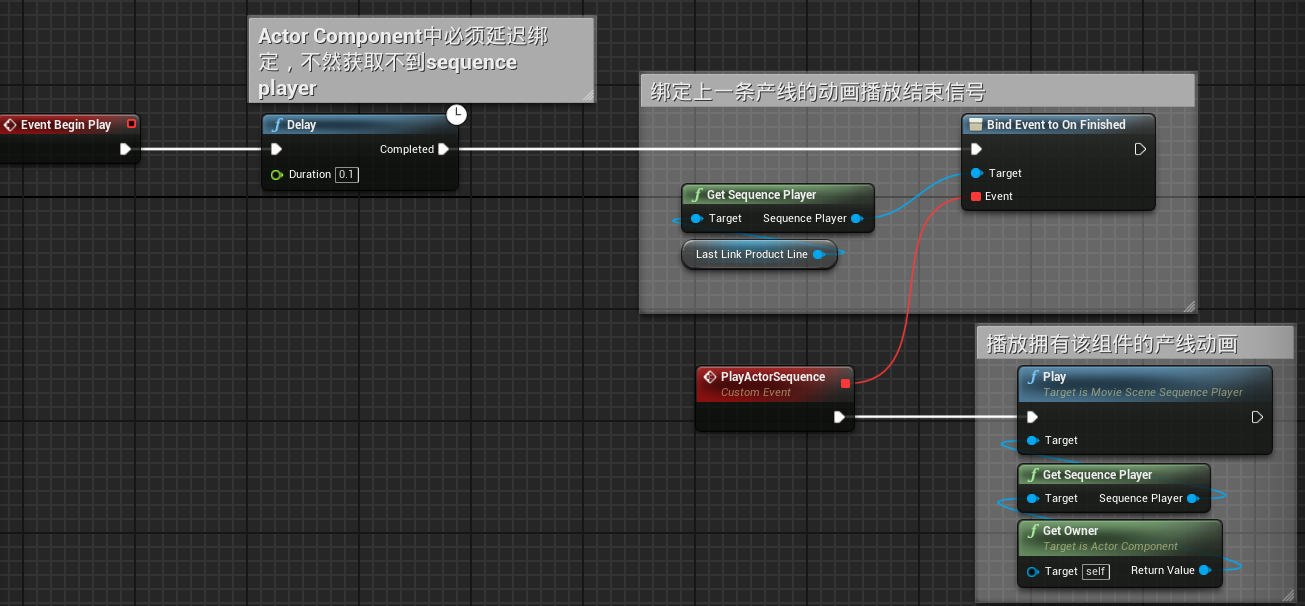 Actor Component中必须延迟绑
定，不然获取不到sequence
player
绑定上一条产线的动画播放结束信号
Event Begin Play
Delay
Completed
Duration 0.1
Bind Event to On Finished
Target
Event
Get Sequence Player
Target Sequence Player
Last Link Product Line
播放拥有该组件的产线动画
PlayActorSequence
Custom Event
Play
Target is Movie Scene Sequence Player
Target
Get Sequence Player
Target Sequence Player
Get Owner
Target is Actor Component
Target self Return Value